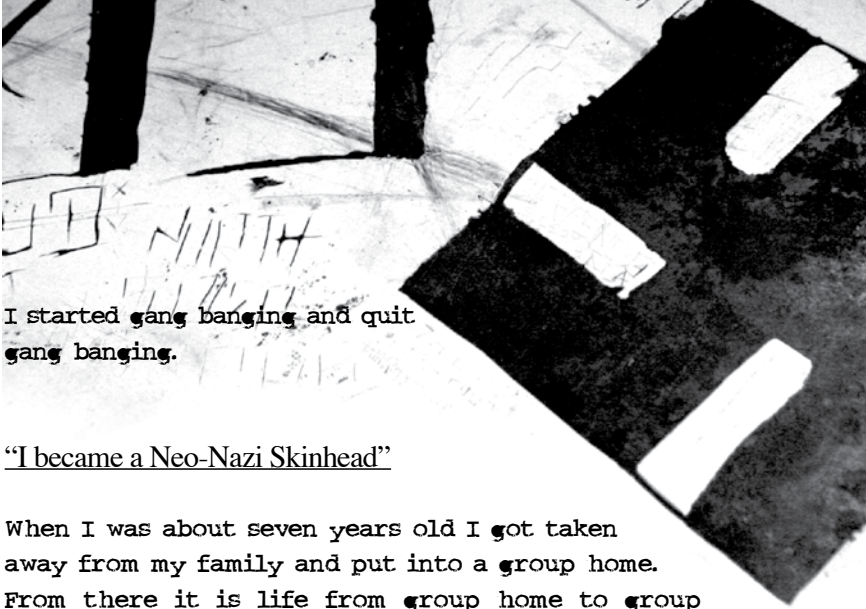 I started gang banging and quit
gang banging.
“I became a Neo-Nazi Skinhead”
When I was about seven years old I got taken
away from my family and put into a group home.
From there it is life from group home to group